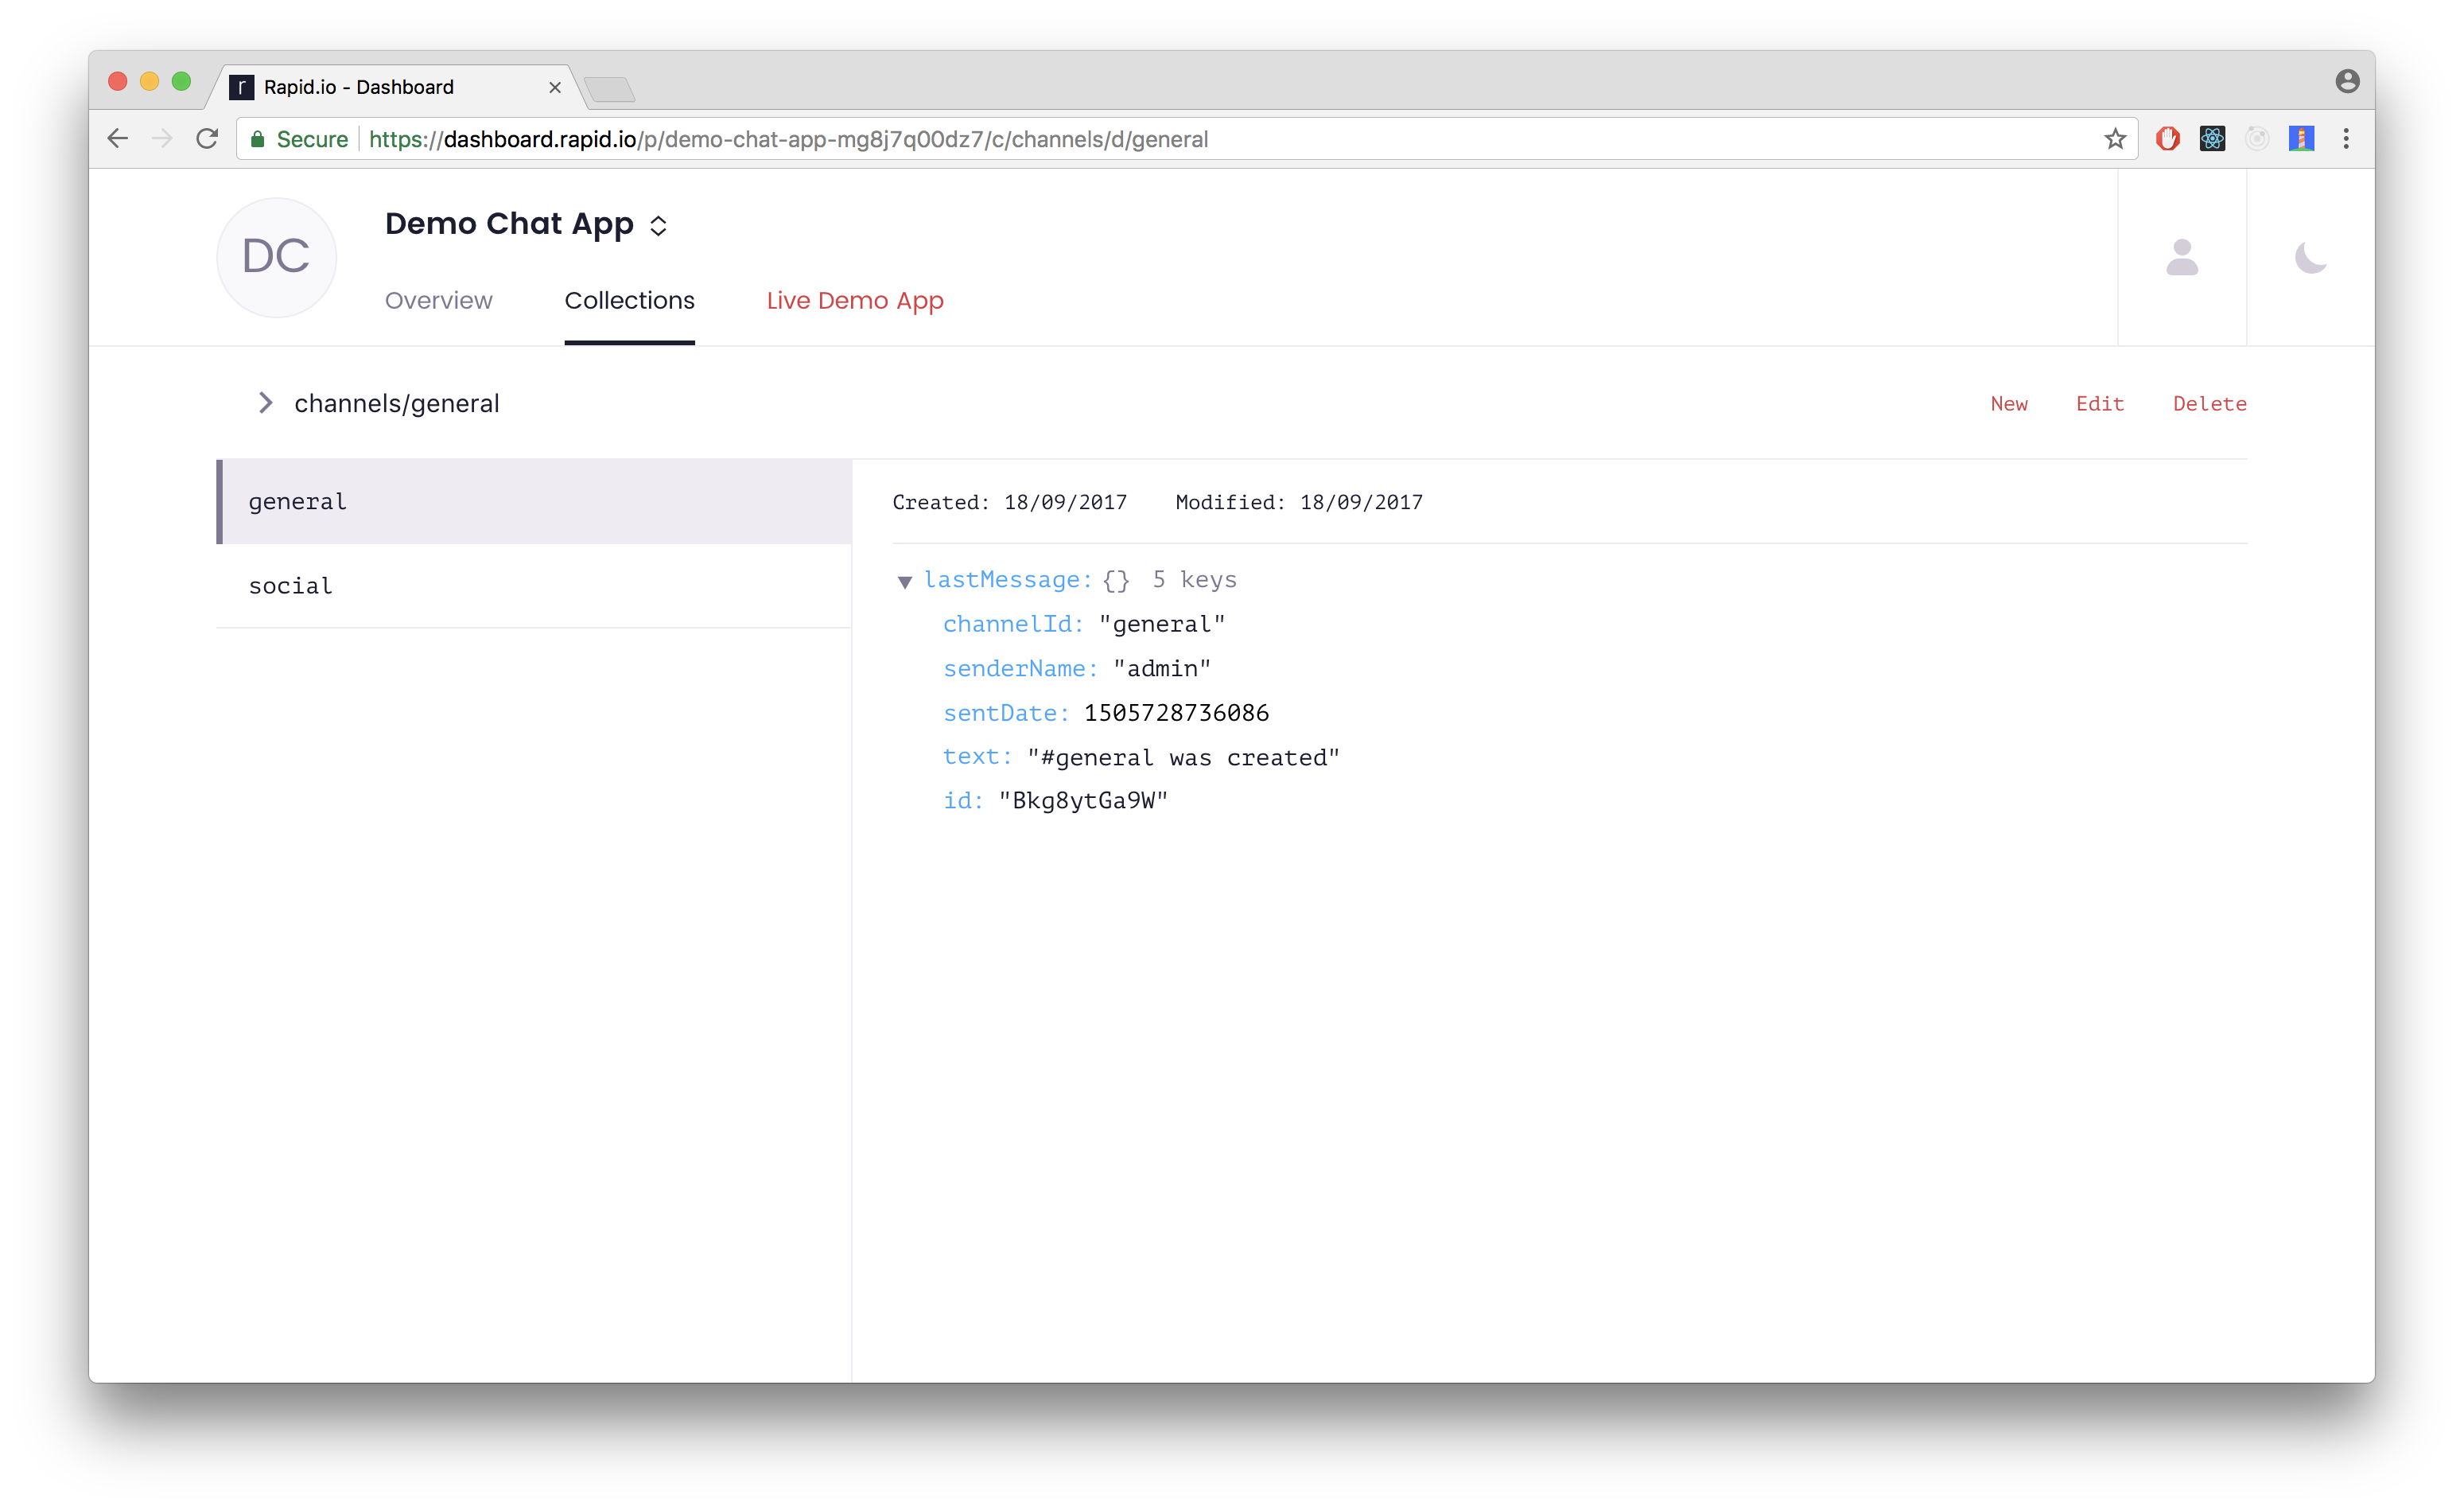 r Rapid.io - Dashboard
Secure https://dashboard.rapid.io/p/demo-chat-app-mg8j7q00dz7/c/channels/d/general
DC
Demo Chat App
Overview Collections Live Demo App
channels/general
New Edit Delete
general
social
Created: 18/09/2017 Modified: 18/09/2017
lastMessage: {} 5 keys
channelId: "general"
senderName: "admin"
sentDate: 1505728736086
text: "#general was created"
id: "Bkg8ytGa9W"